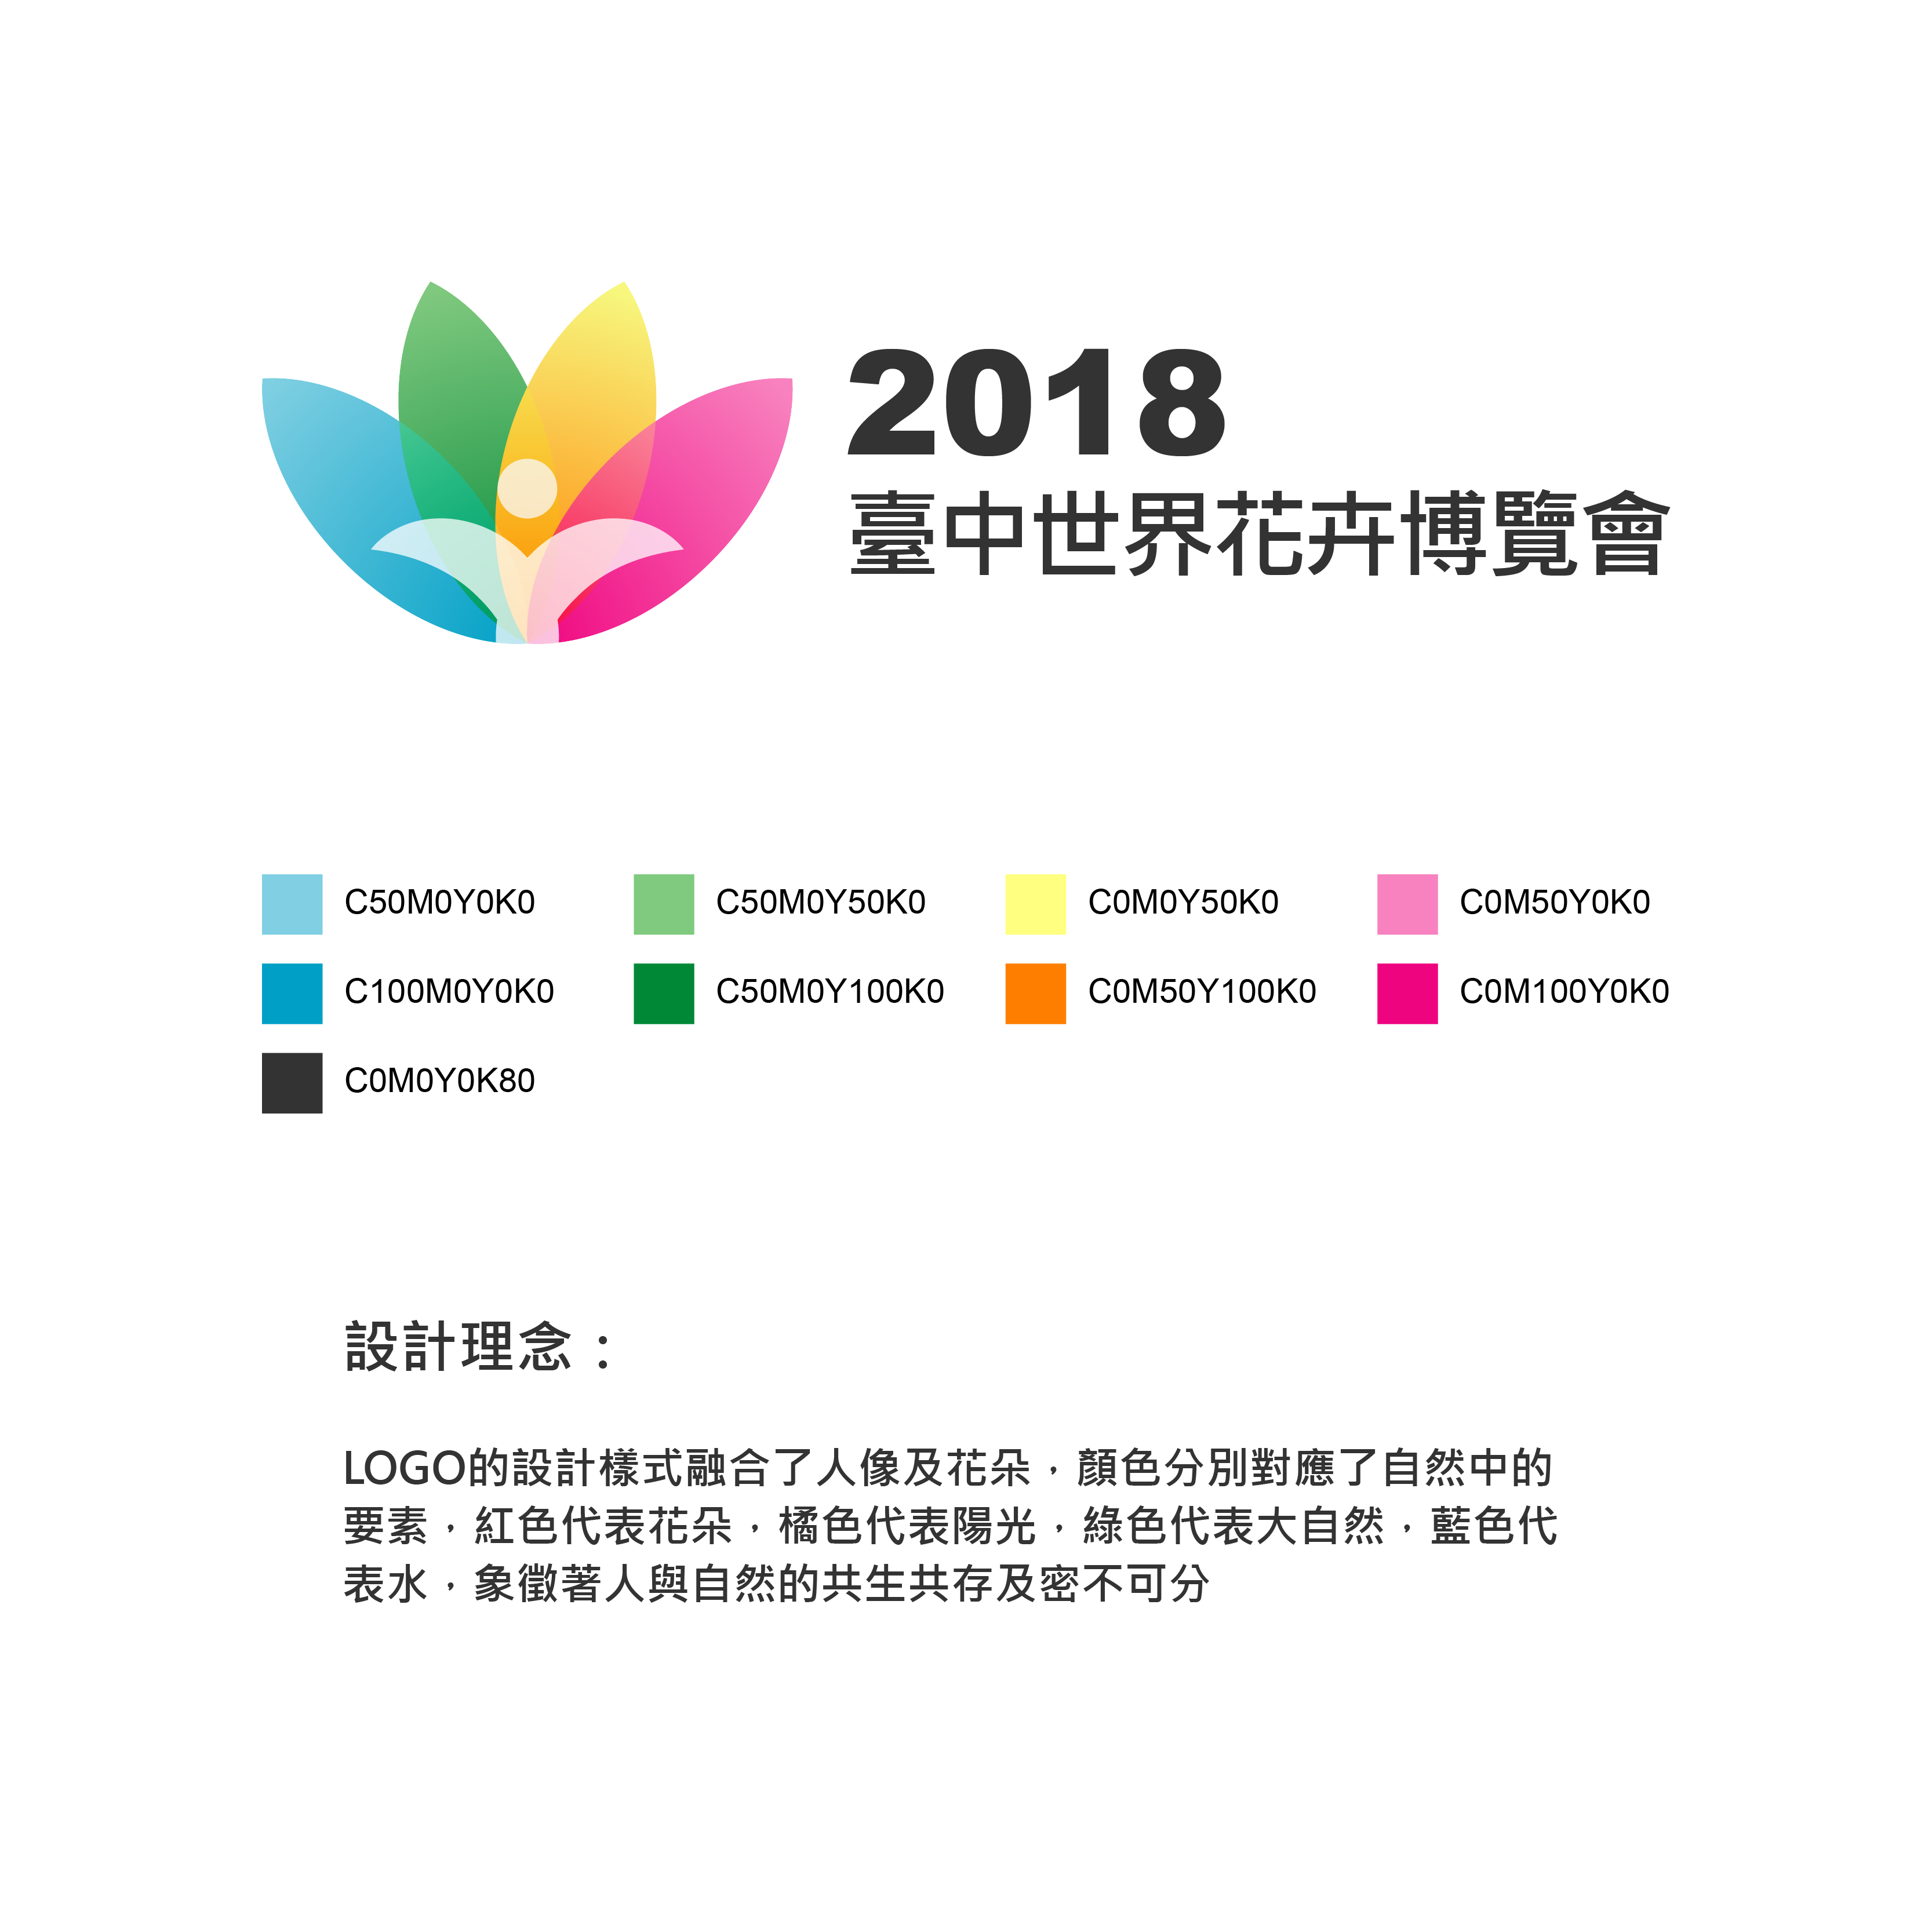 2018
臺中世界花卉博覽會
C50M0Y0K0 C50M0Y50K0 C0M0Y50K0 C0M50Y0K0
C100M0Y0K0 C50M0Y100K0 C0M50Y100K0 C0M100Y0K0
C0M0Y0K80
設計理念：
LOGO的設計樣式融合了人像及花朵，顏色分別對應了自然中的
要素，紅色代表花朵，橘色代表陽光，綠色代表大自然，藍色代
表水，象徵著人與自然的共生共存及密不可分